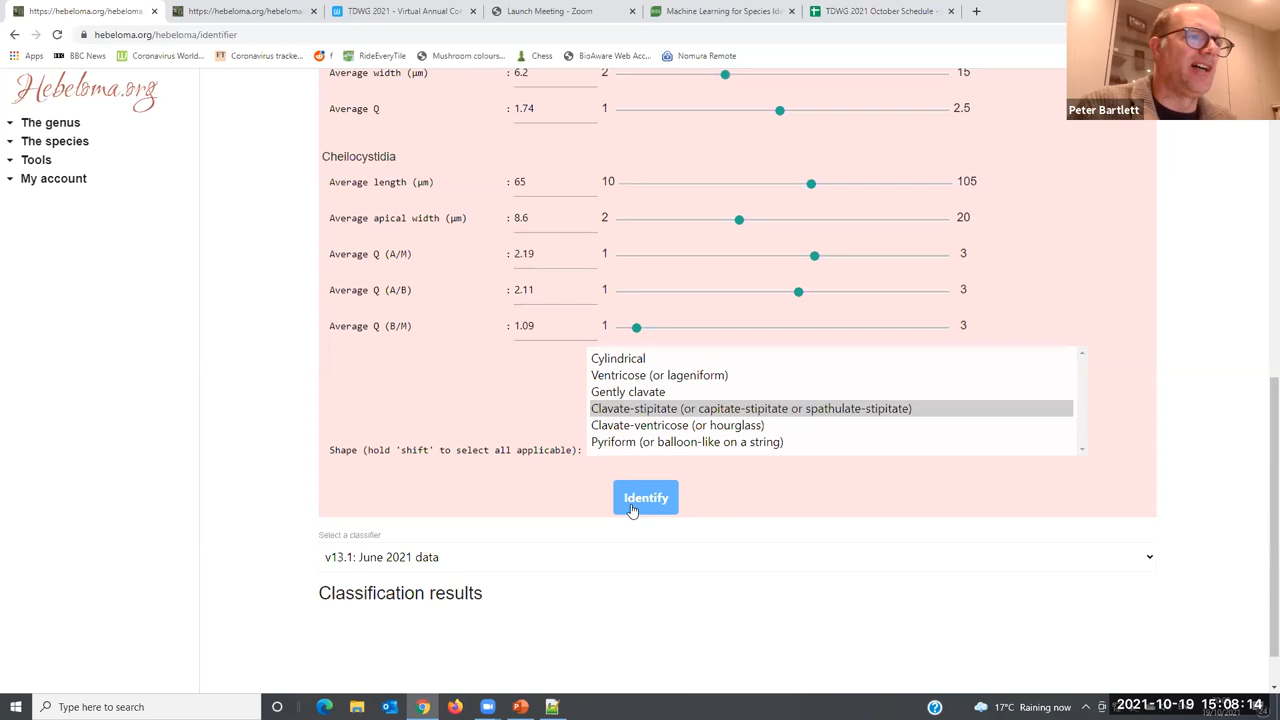 https://hebeloma.org/hebeloma/i
https://hebeloma.org/hebeloma,
TDWG 2021 - Virtual Annual Co
Launch Meeting - Zoom
Machine Learning for Species Ide
TDWG 2021 October Schedule -
hebeloma.org/hebeloma/identifier
Apps
BBC News
Coronavirus World...
Coronavirus tracke...
f
RideEveryTile
Mushroom colours...
Chess
BioAware Web Acc...
Nomura Remote
Peter Bartlett
Hebeloma.org
The genus
The species
Tools
My account
Average width (µm) : 6.2 2 15
Average Q : 1.74 1 2.5
Cheilocystidia
Average length (µm) : 65 10 105
Average apical width (µm) : 8.6 2 20
Average Q (A/M) : 2.19 1 3
Average Q (A/B) : 2.11 1 3
Average Q (B/M) : 1.09 1 3
Cylindrical
Ventricose (or lageniform)
Gently clavate
Clavate-stipitate (or capitate-stipitate or spathulate-stipitate)
Clavate-ventricose (or hourglass)
Pyriform (or balloon-like on a string)
Shape (hold 'shift' to select all applicable):
Identify
Select a classifier
v13.1: June 2021 data
Classification results
Type here to search
17°C Raining now
2021-10-19 15:08:14